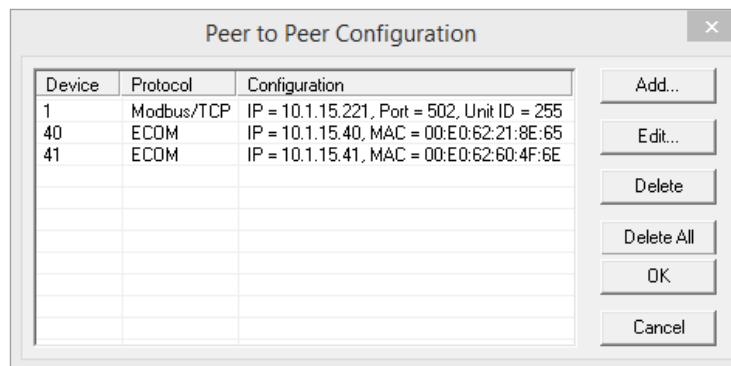 Peer to Peer Configuration
Device Protocol Configuration
1 Modbus/TCP IP = 10.1.15.221, Port = 502, Unit ID = 255
40 ECOM IP = 10.1.15.40, MAC = 00:E0:62:21:8E:65
41 ECOM IP = 10.1.15.41, MAC = 00:E0:62:60:4F:6E
Add...
Edit...
Delete
Delete All
OK
Cancel